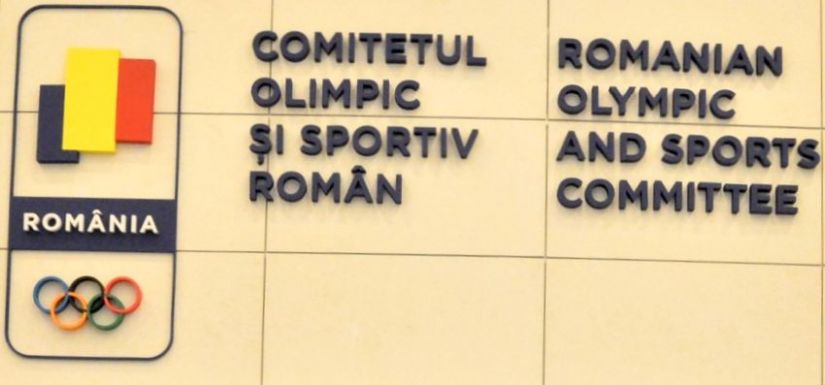 ROMÂNIA
COMITETUL
OLIMPIC
ȘI SPORTIV
ROMÂN
ROMANIAN
OLYMPIC
AND SPORTS
COMMITTEE